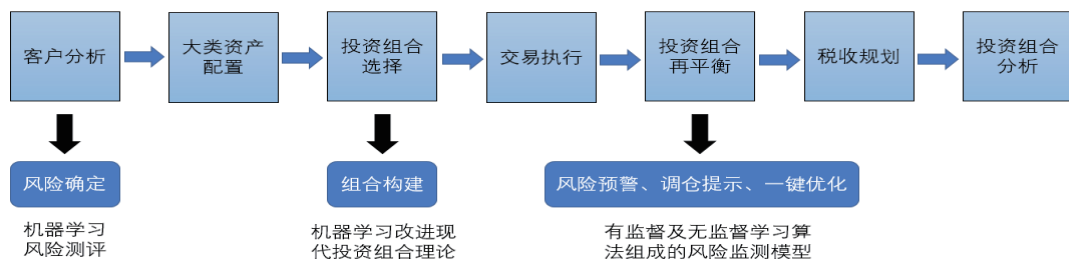 客户分析
大类资产
配置
投资组合
选择
交易执行
投资组合
再平衡
税收规划
投资组合
分析
风险确定
组合构建
风险预警、调仓提示、一键优化
机器学习
风险测评
机器学习改进现
代投资组合理论
有监督及无监督学习算
法组成的风险监测模型